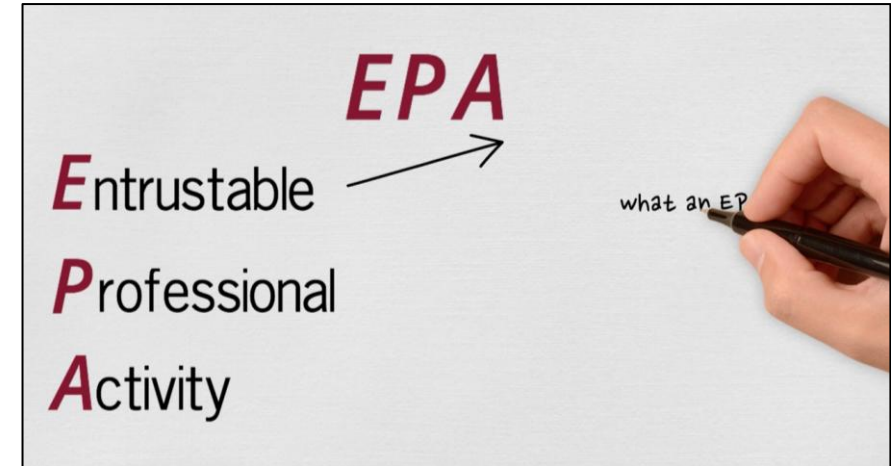 EPA
Entrustable
what an EP
Professional
Activity